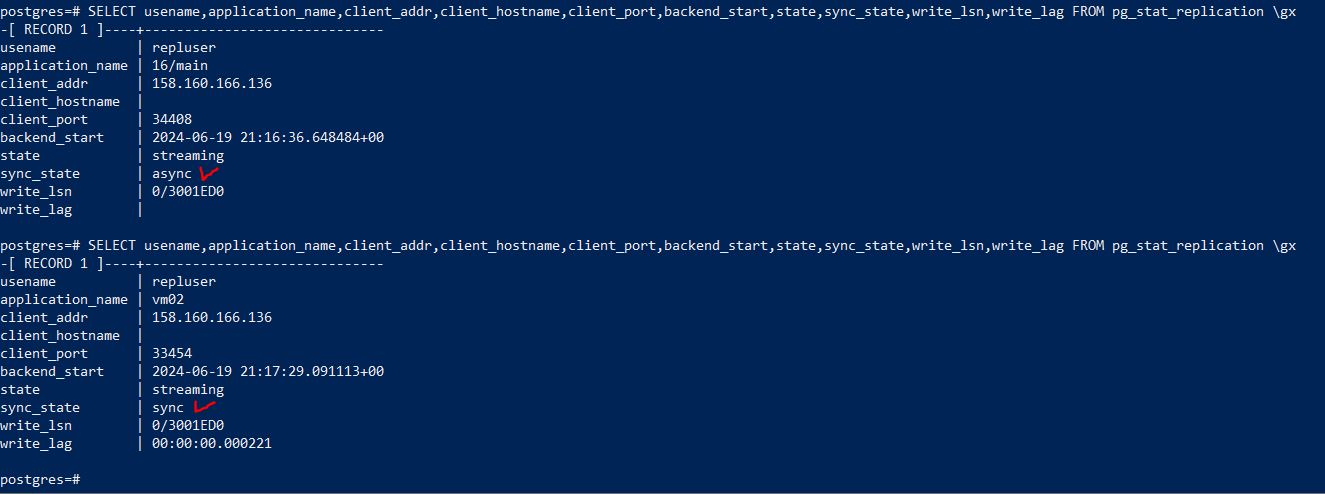 postgres=# SELECT usename,application_name,client_addr,client_hostname,client_port,backend_start,state,sync_state,write_lsn,write_lag FROM pg_stat_replication \gx
-[ RECORD 1 ]----+------------------------------
usename          | repluser
application_name | 16/main
client_addr      | 158.160.166.136
client_hostname  |
client_port      | 34408
backend_start    | 2024-06-19 21:16:36.648484+00
state            | streaming
sync_state       | async
write_lsn        | 0/3001ED0
write_lag        |
postgres=# SELECT usename,application_name,client_addr,client_hostname,client_port,backend_start,state,sync_state,write_lsn,write_lag FROM pg_stat_replication \gx
-[ RECORD 1 ]----+------------------------------
usename          | repluser
application_name | vm02
client_addr      | 158.160.166.136
client_hostname  |
client_port      | 33454
backend_start    | 2024-06-19 21:17:29.091113+00
state            | streaming
sync_state       | sync
write_lsn        | 0/3001ED0
write_lag        | 00:00:00.000221
postgres=#